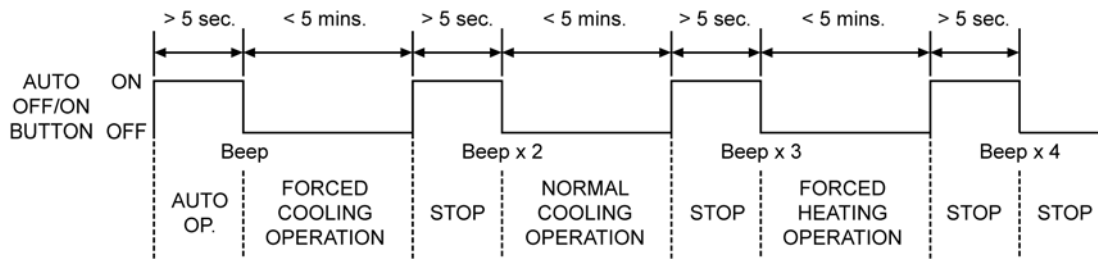 > 5 sec. < 5 mins. > 5 sec. < 5 mins. > 5 sec. < 5 mins. > 5 sec.
AUTO ON
OFF/ON
BUTTON OFF
Beep Beep x 2 Beep x 3 Beep x 4
AUTO OP.
FORCED COOLING OPERATION
STOP
NORMAL COOLING OPERATION
STOP
FORCED HEATING OPERATION
STOP
STOP